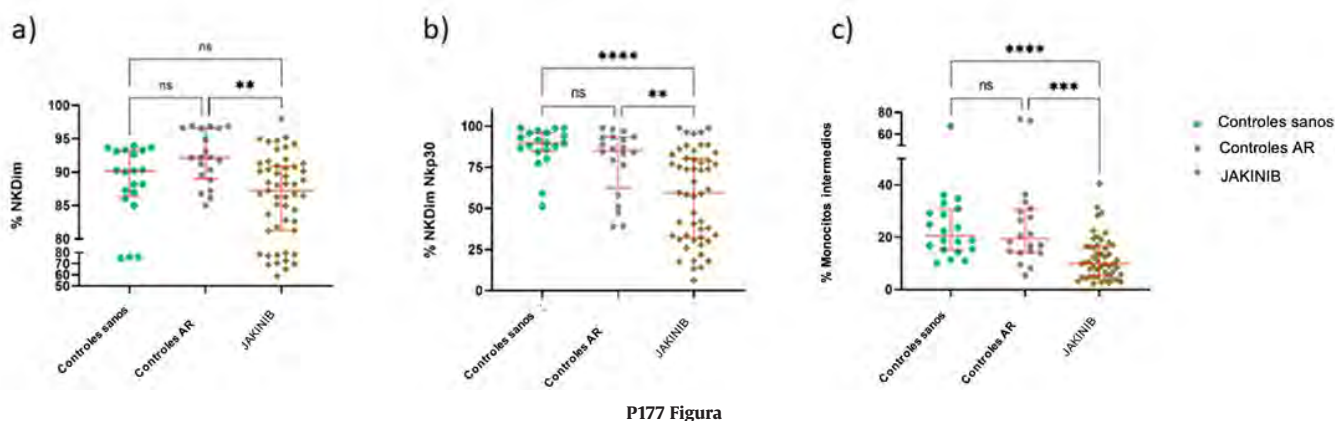 a)
ns
ns
**
% NKDim
100
95
90
85
80
80
70
60
50
Controles sanos
Controles AR
JAKINIB
b)
****
ns
**
% NKDim Nkp30
100
75
50
25
0
Controles sanos
Controles AR
JAKINIB
c)
****
ns
***
% Monocitos intermedios
80
60
40
20
0
Controles sanos
Controles AR
JAKINIB
Controles sanos
Controles AR
JAKINIB
P177 Figura